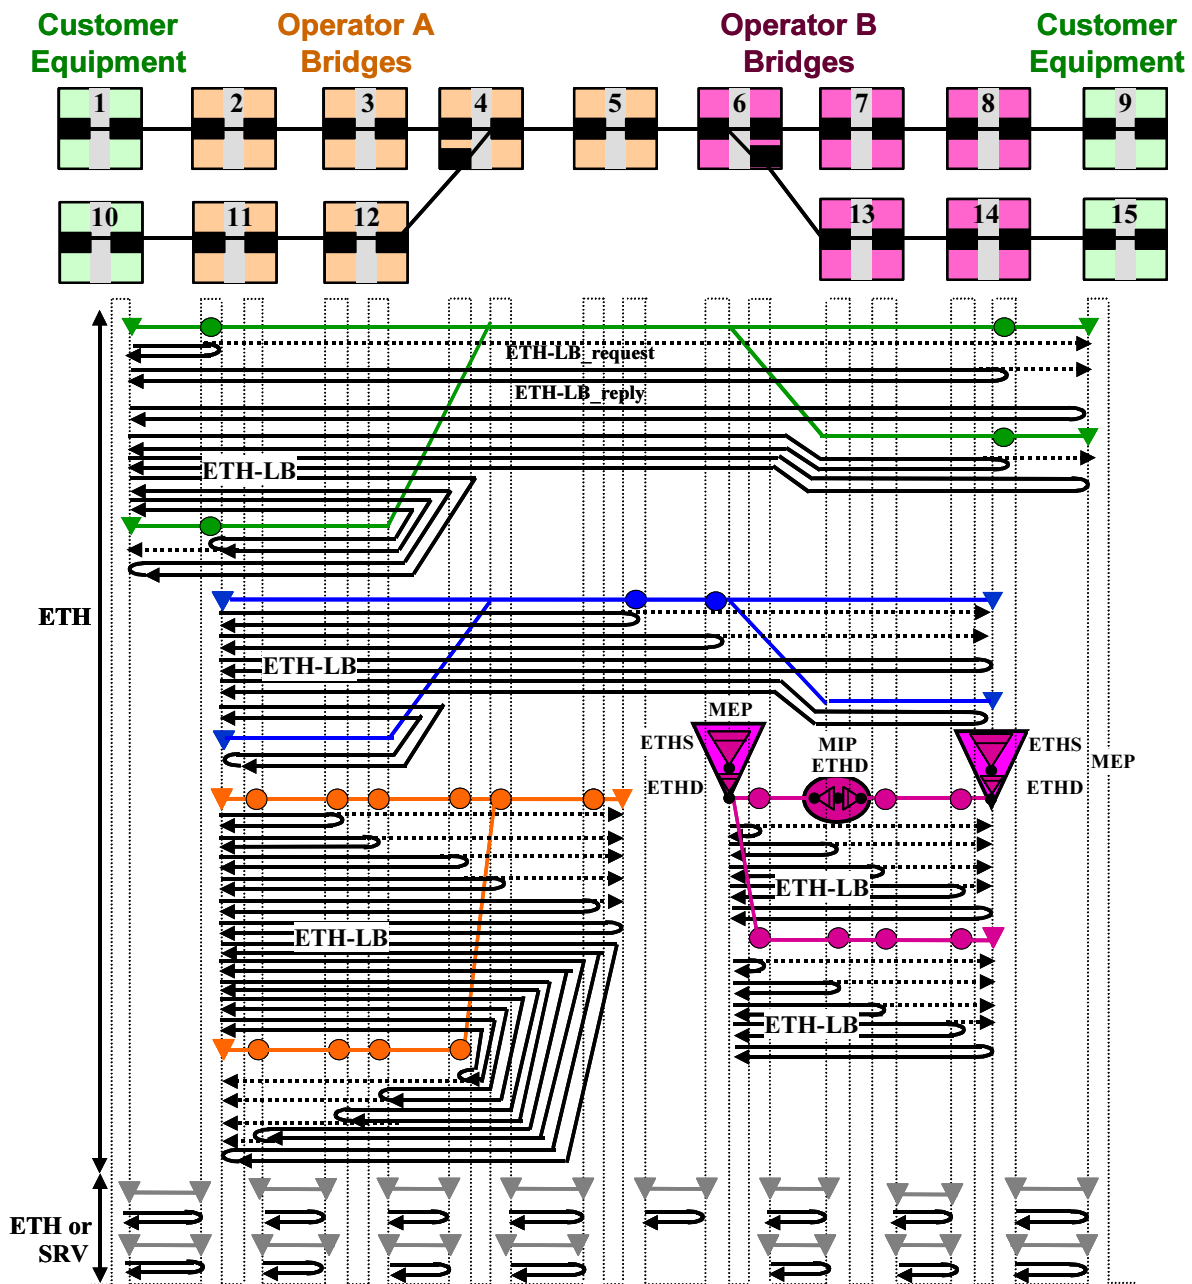 Customer Equipment
Operator A Bridges
Operator B Bridges
Customer Equipment
1
2
3
4
5
6
7
8
9
10
11
12
13
14
15
ETH-LB_request
ETH-LB_reply
ETH-LB
ETH
ETH-LB
MEP
ETHS
ETHD
MIP
ETHD
ETHS
MEP
ETHD
ETH-LB
ETH-LB
ETH-LB
ETH or
SRV